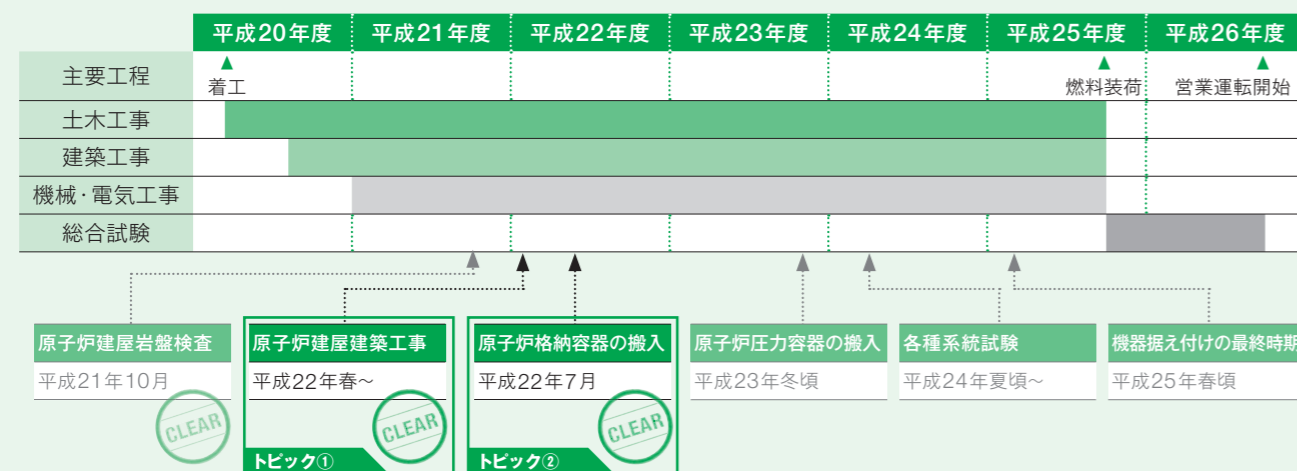 平成20年度 平成21年度 平成22年度 平成23年度 平成24年度 平成25年度 平成26年度
主要工程 着工 燃料装荷 営業運転開始
土木工事
建築工事
機械・電気工事
総合試験
原子炉建屋岩盤検査
平成21年10月
CLEAR
原子炉建屋建築工事
平成22年春〜
CLEAR
トピック①
原子炉格納容器の搬入
平成22年7月
CLEAR
トピック②
原子炉圧力容器の搬入
平成23年冬頃
各種系統試験
平成24年夏頃〜
機器据え付けの最終時期
平成25年春頃